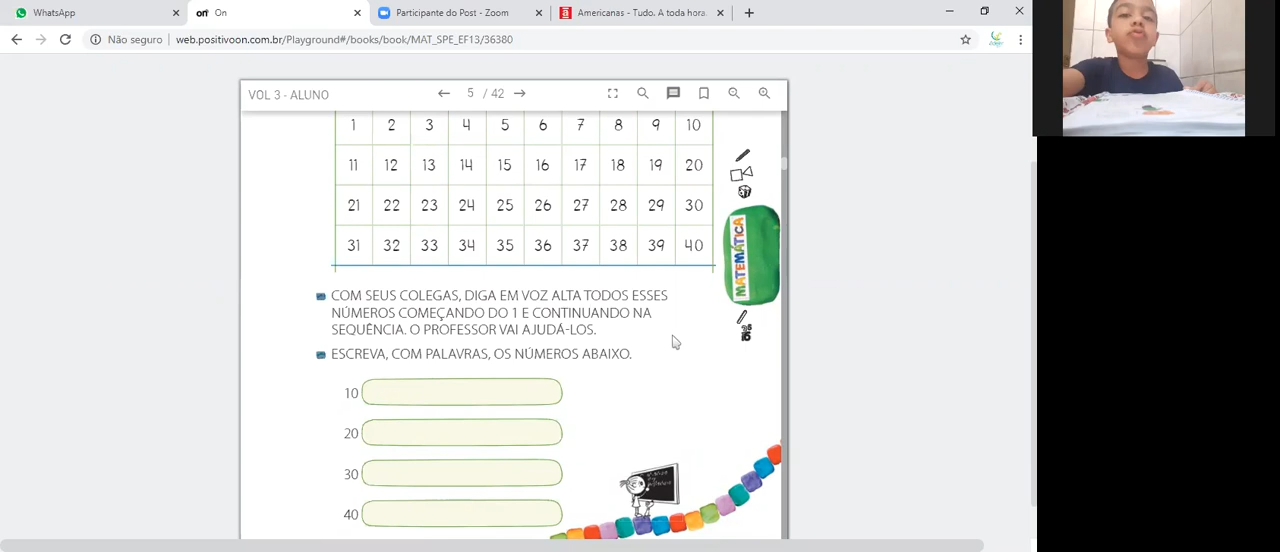 WhatsApp
on On
Participante do Post - Zoom
Americanas - Tudo. A toda hora.
Não seguro | web.positivoon.com.br/Playground#/books/book/MAT_SPE_EF13/36380
VOL 3 - ALUNO
5 / 42
1 2 3 4 5 6 7 8 9 10
11 12 13 14 15 16 17 18 19 20
21 22 23 24 25 26 27 28 29 30
31 32 33 34 35 36 37 38 39 40
MATEMÁTICA
COM SEUS COLEGAS, DIGA EM VOZ ALTA TODOS ESSES
NÚMEROS COMEÇANDO DO 1 E CONTINUANDO NA
SEQUÊNCIA. O PROFESSOR VAI AJUDÁ-LOS.
ESCREVA, COM PALAVRAS, OS NÚMEROS ABAIXO.
10
20
30
40